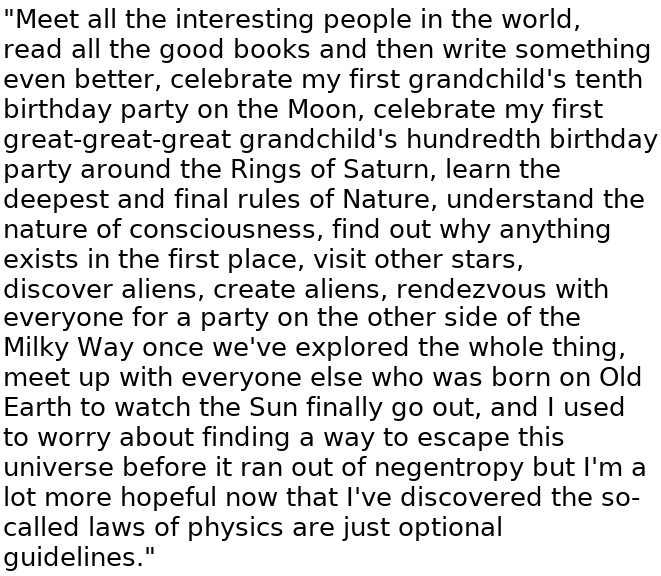 "Meet all the interesting people in the world,
read all the good books and then write something
even better, celebrate my first grandchild's tenth
birthday party on the Moon, celebrate my first
great-great-great grandchild's hundredth birthday
party around the Rings of Saturn, learn the
deepest and final rules of Nature, understand the
nature of consciousness, find out why anything
exists in the first place, visit other stars,
discover aliens, create aliens, rendezvous with
everyone for a party on the other side of the
Milky Way once we've explored the whole thing,
meet up with everyone else who was born on Old
Earth to watch the Sun finally go out, and I used
to worry about finding a way to escape this
universe before it ran out of negentropy but I'm a
lot more hopeful now that I've discovered the so-
called laws of physics are just optional
guidelines."